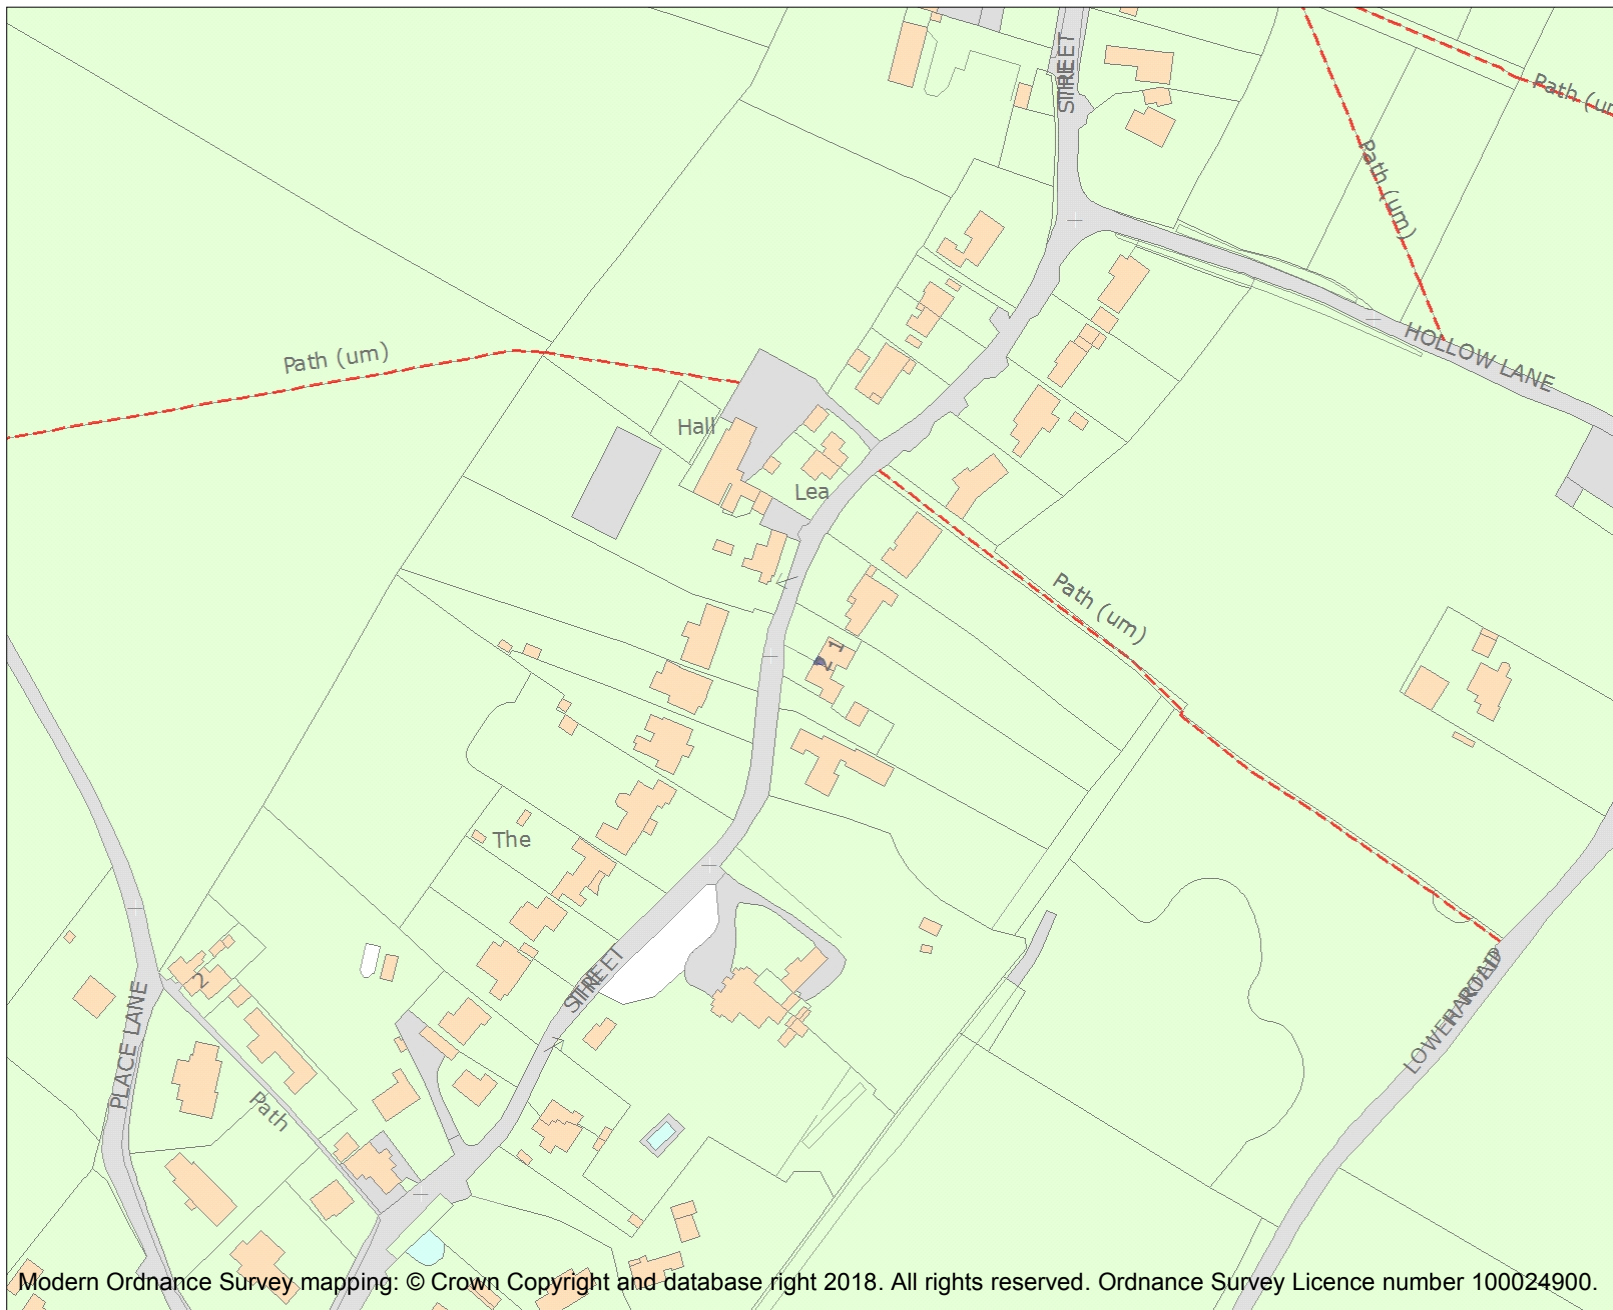 STREET
Path (um)
Path (um)
HOLLOW LANE
Path (um)
Hall
Lea
Path (um)
1
2
The
STREET
2
PLACE LANE
Path
LOWER ROAD
Modern Ordnance Survey mapping: © Crown Copyright and database right 2018. All rights reserved. Ordnance Survey Licence number 100024900.